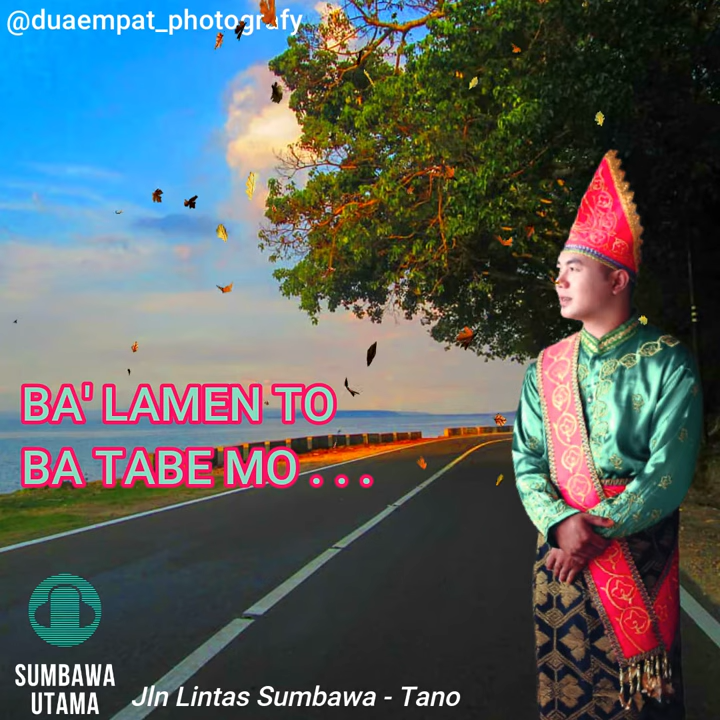 @duaempat_photografy
BA' LAMEN TO
BA TABE MO . . .
SUMBAWA
UTAMA
Jln Lintas Sumbawa - Tano